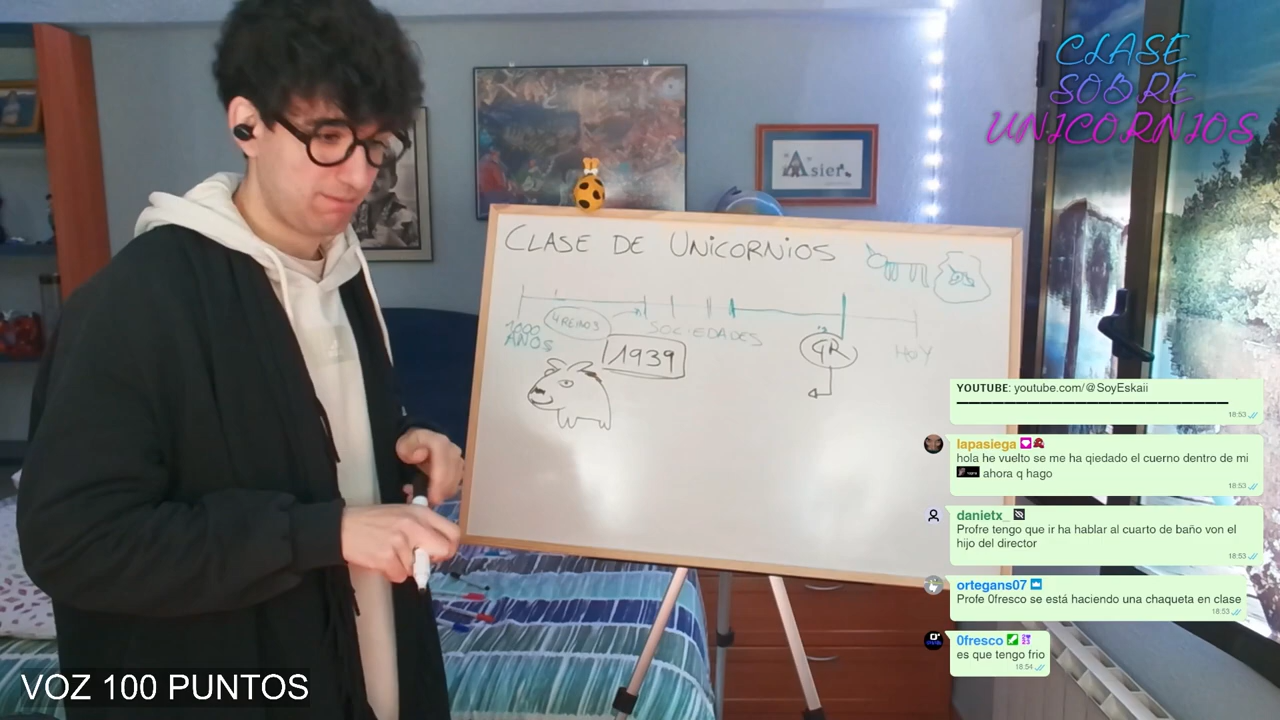 CLASE
SOBRE
UNICORNIOS
Asier
CLASE DE UNICORNIOS
4 REINOS
SOCIEDADES
1000
AÑOS
1939
GR
HOY
YOUTUBE: youtube.com/@SoyEskaii
18:53
lapasiega
hola he vuelto se me ha qiedado el cuerno dentro de mi
ahora q hago
18:53
danietx_
Profre tengo que ir ha hablar al cuarto de baño von el
hijo del director
18:53
ortegans07
Profe 0fresco se está haciendo una chaqueta en clase
18:53
0fresco
es que tengo frio
18:54
VOZ 100 PUNTOS